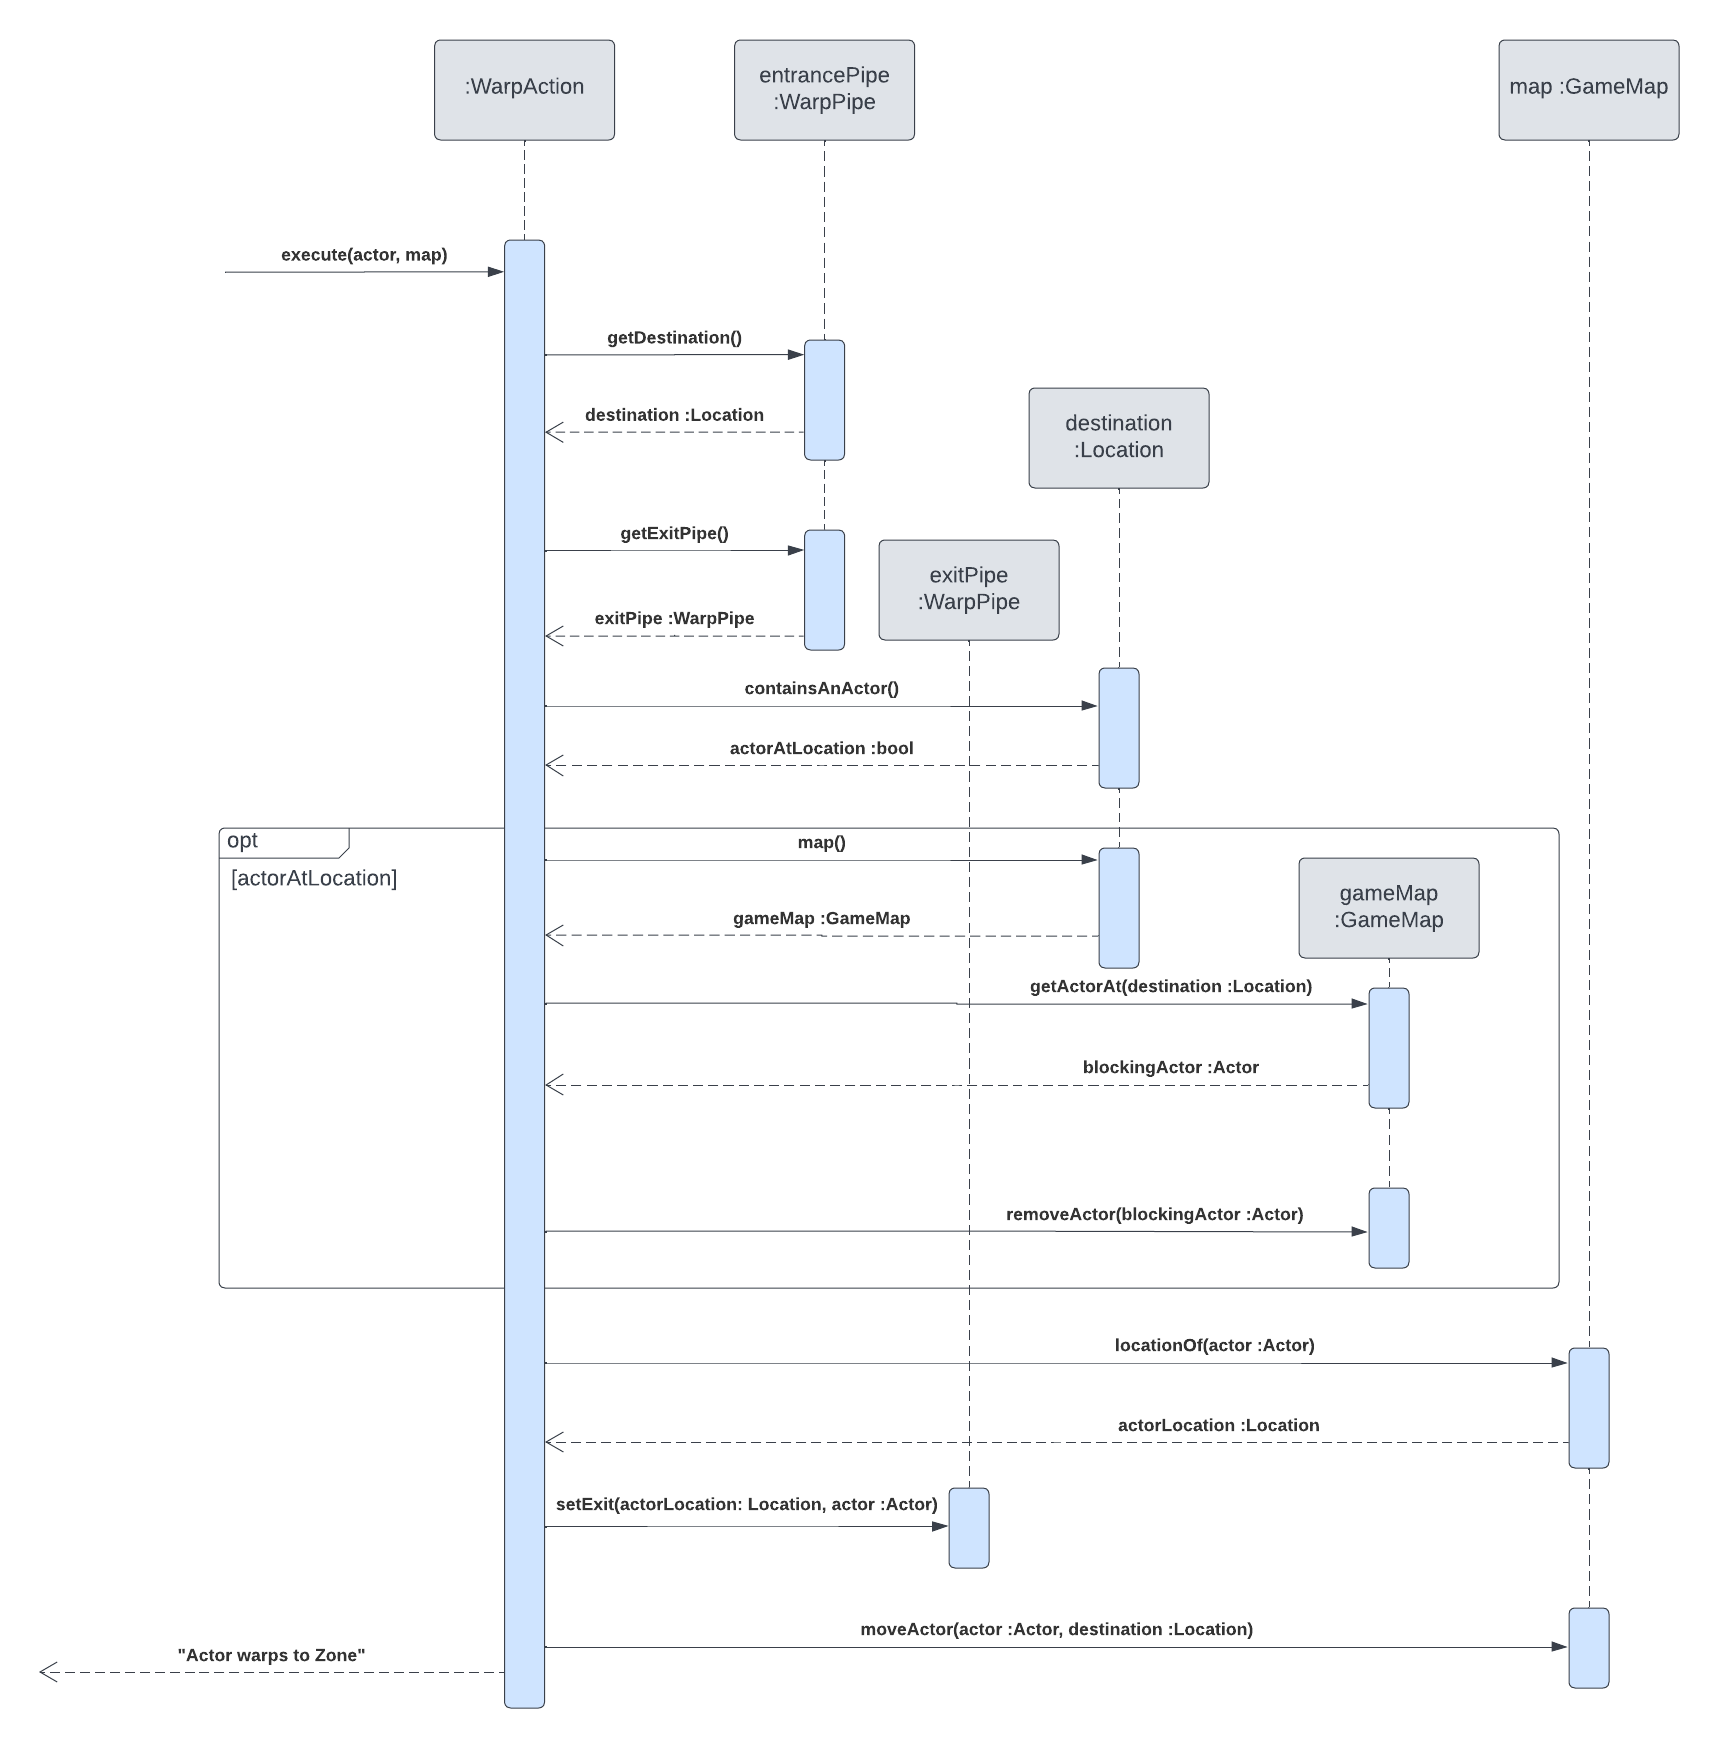 :WarpAction
entrancePipe
:WarpPipe
map :GameMap
execute(actor, map)
getDestination()
destination :Location
destination
:Location
getExitPipe()
exitPipe
:WarpPipe
exitPipe :WarpPipe
containsAnActor()
actorAtLocation :bool
opt
map()
[actorAtLocation]
gameMap
:GameMap
gameMap :GameMap
getActorAt(destination :Location)
blockingActor :Actor
removeActor(blockingActor :Actor)
locationOf(actor :Actor)
actorLocation :Location
setExit(actorLocation: Location, actor :Actor)
moveActor(actor :Actor, destination :Location)
"Actor warps to Zone"